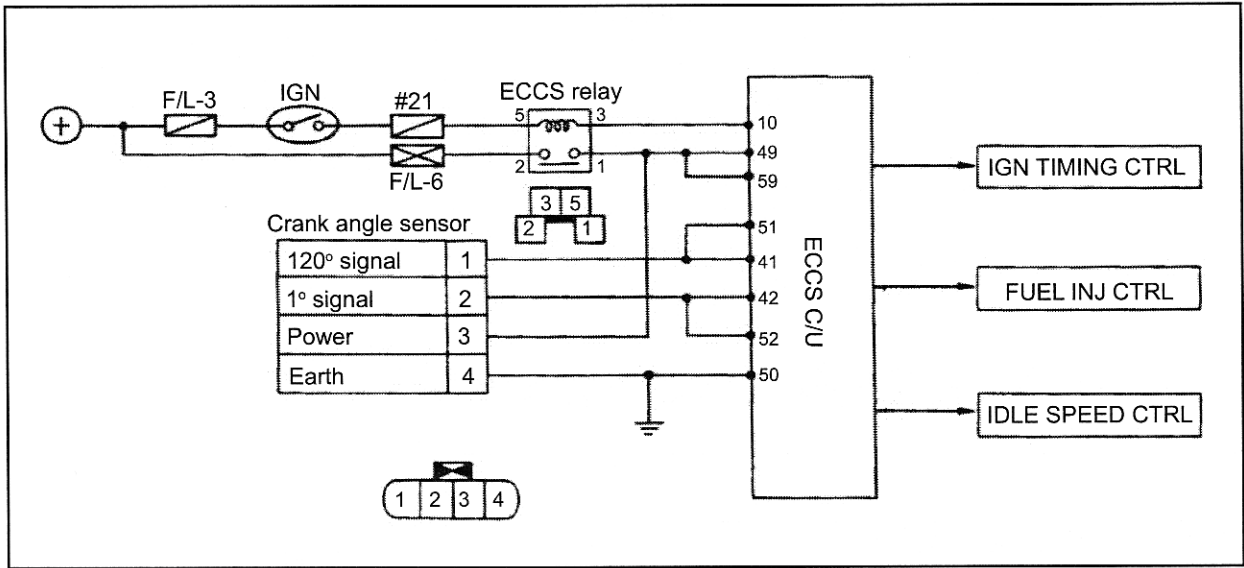 F/L-3
IGN
#21
ECCS relay
5
3
2
1
F/L-6
3 5
2 1
+
10
49
59
51
41
42
52
50
ECCS C/U
IGN TIMING CTRL
FUEL INJ CTRL
IDLE SPEED CTRL
Crank angle sensor
120° signal 1
1° signal 2
Power 3
Earth 4
1 2 3 4